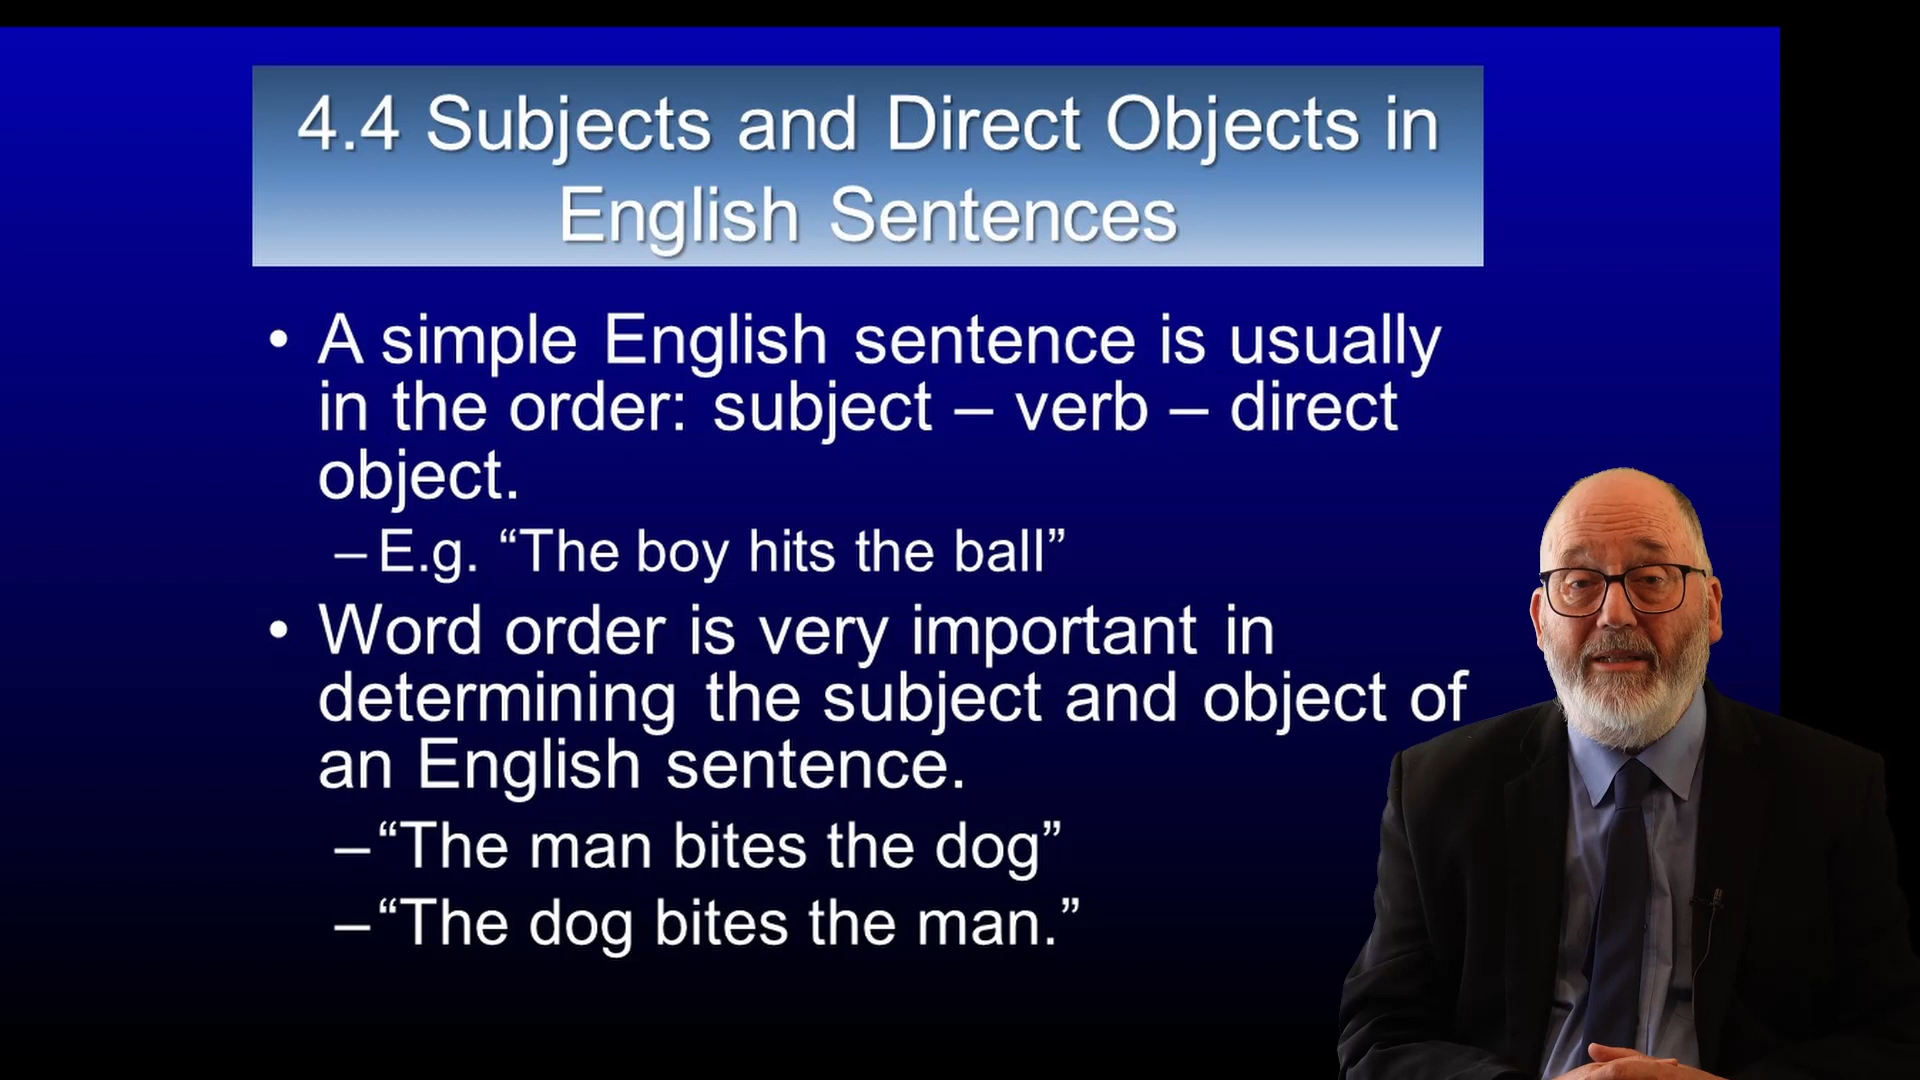 4.4 Subjects and Direct Objects in
English Sentences
• A simple English sentence is usually
in the order: subject – verb – direct
object.
– E.g. “The boy hits the ball”
• Word order is very important in
determining the subject and object of
an English sentence.
– “The man bites the dog”
– “The dog bites the man.”